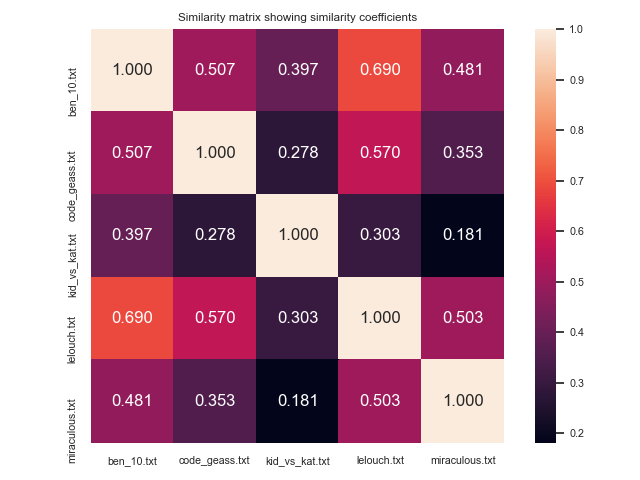 Similarity matrix showing similarity coefficients
ben_10.txt
1.000 0.507 0.397 0.690 0.481
code_geass.txt
0.507 1.000 0.278 0.570 0.353
kid_vs_kat.txt
0.397 0.278 1.000 0.303 0.181
lelouch.txt
0.690 0.570 0.303 1.000 0.503
miraculous.txt
0.481 0.353 0.181 0.503 1.000
ben_10.txt code_geass.txt kid_vs_kat.txt lelouch.txt miraculous.txt
1.0
0.9
0.8
0.7
0.6
0.5
0.4
0.3
0.2